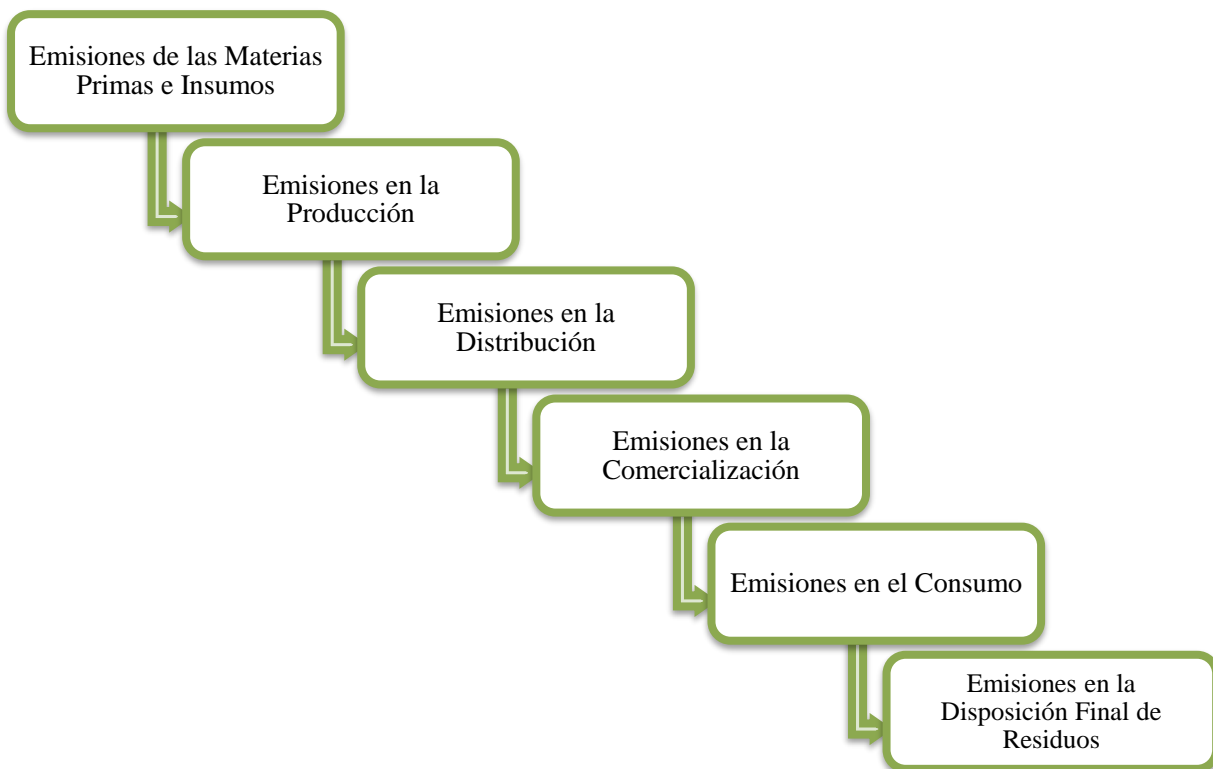 Emisiones de las Materias
Primas e Insumos
Emisiones en la
Producción
Emisiones en la
Distribución
Emisiones en la
Comercialización
Emisiones en el Consumo
Emisiones en la
Disposición Final de
Residuos